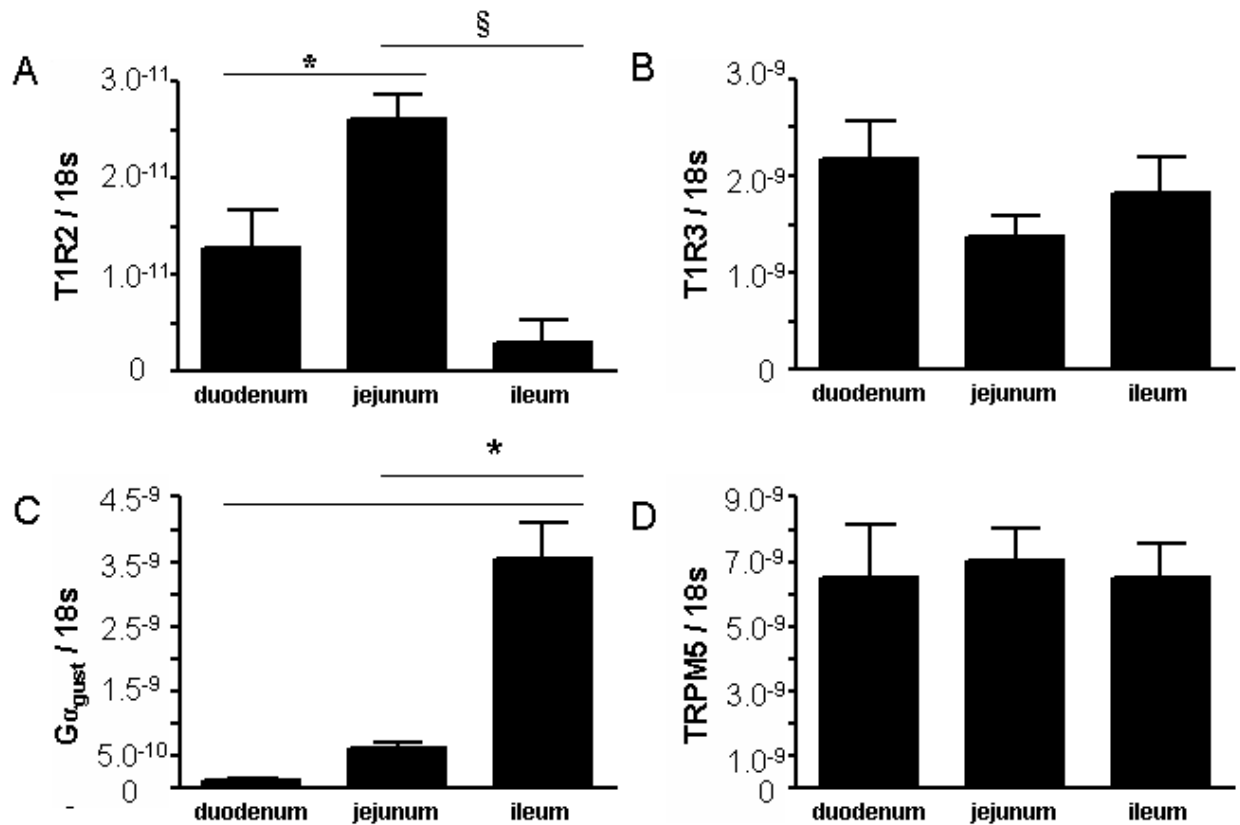 A
T1R2 / 18s
3.0-11
2.0-11
1.0-11
0
*
§
duodenum jejunum ileum
B
T1R3 / 18s
3.0-9
2.0-9
1.0-9
0
duodenum jejunum ileum
C
Gαgust / 18s
4.5-9
3.5-9
2.5-9
1.5-9
5.0-10
0
*
duodenum jejunum ileum
D
TRPM5 / 18s
9.0-9
7.0-9
5.0-9
3.0-9
1.0-9
0
duodenum jejunum ileum